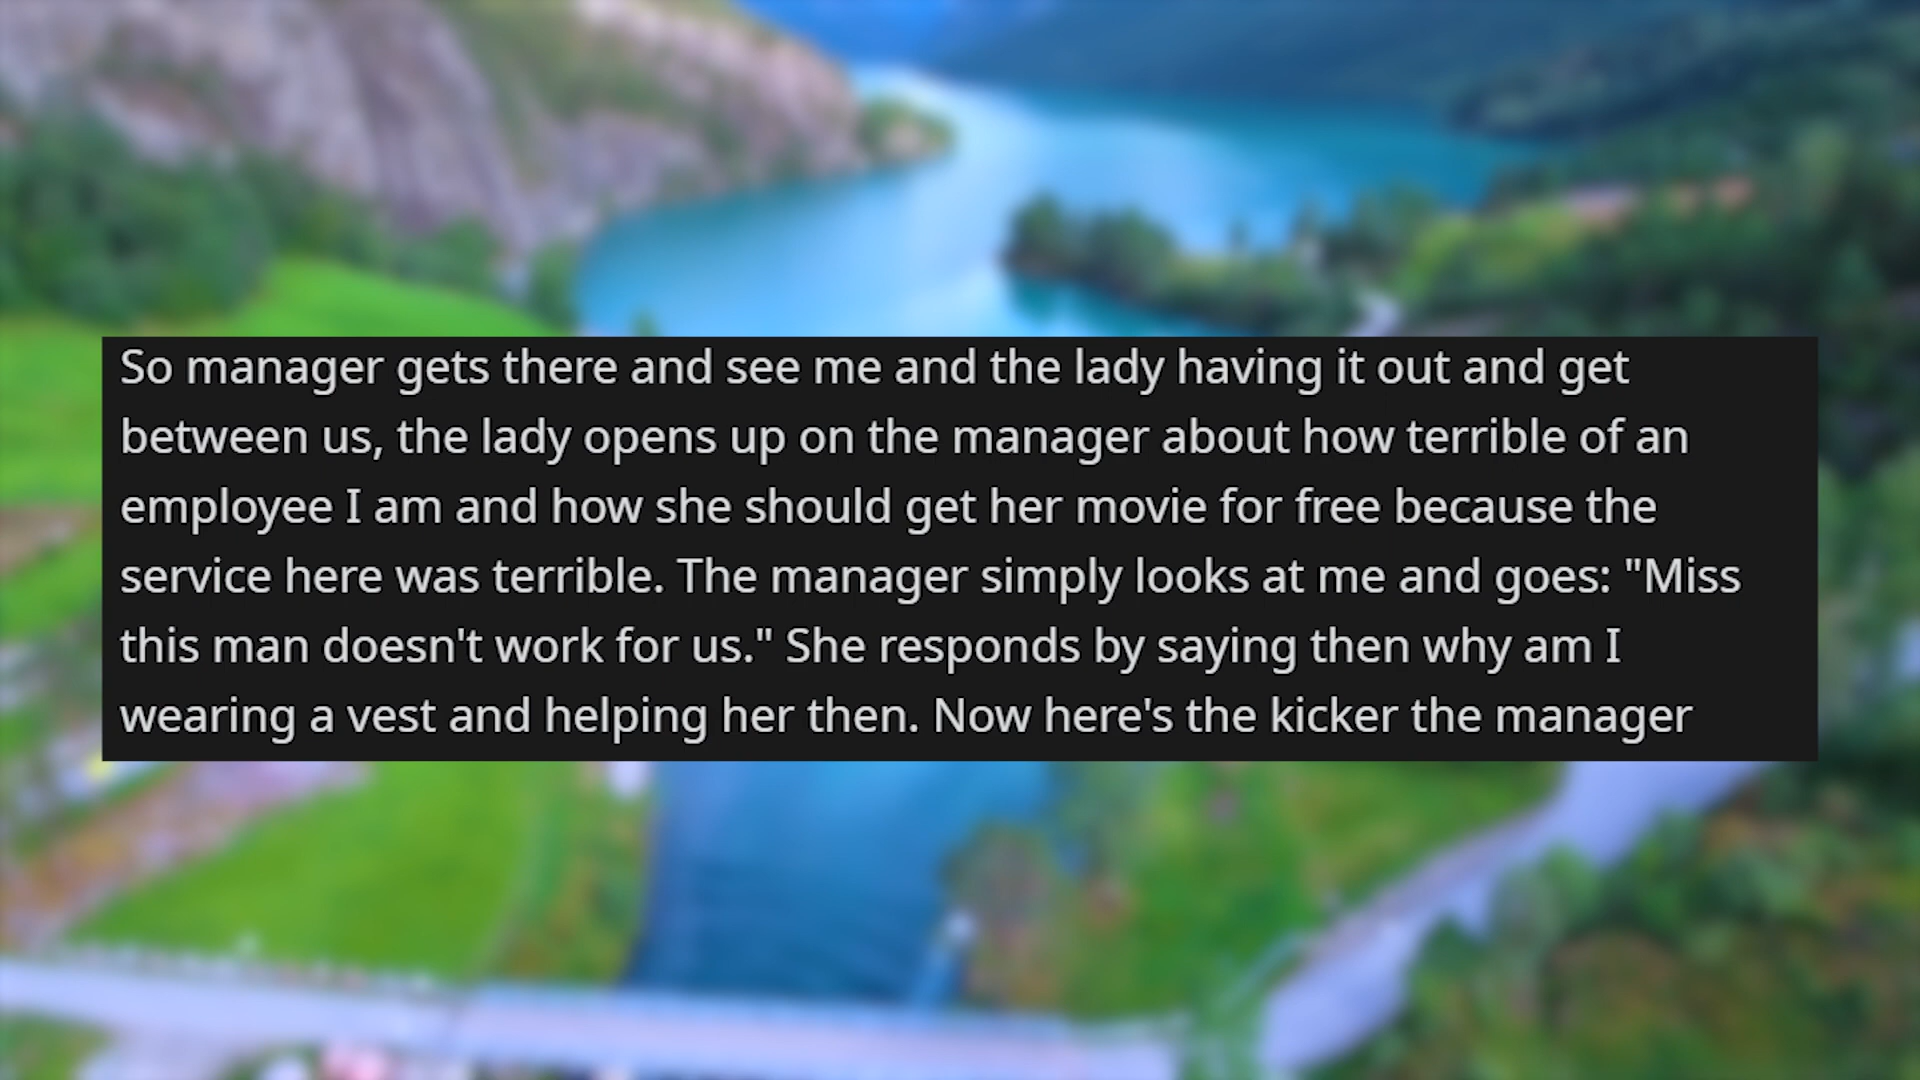 So manager gets there and see me and the lady having it out and get
between us, the lady opens up on the manager about how terrible of an
employee I am and how she should get her movie for free because the
service here was terrible. The manager simply looks at me and goes: "Miss
this man doesn't work for us." She responds by saying then why am I
wearing a vest and helping her then. Now here's the kicker the manager